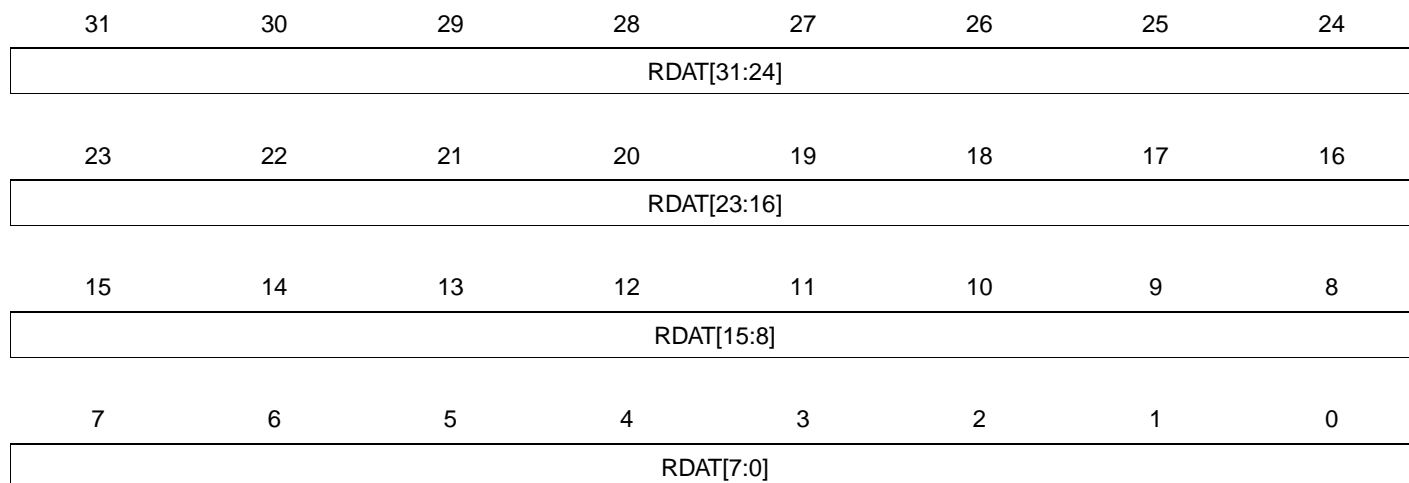 31 30 29 28 27 26 25 24
RDAT[31:24]
23 22 21 20 19 18 17 16
RDAT[23:16]
15 14 13 12 11 10 9 8
RDAT[15:8]
7 6 5 4 3 2 1 0
RDAT[7:0]